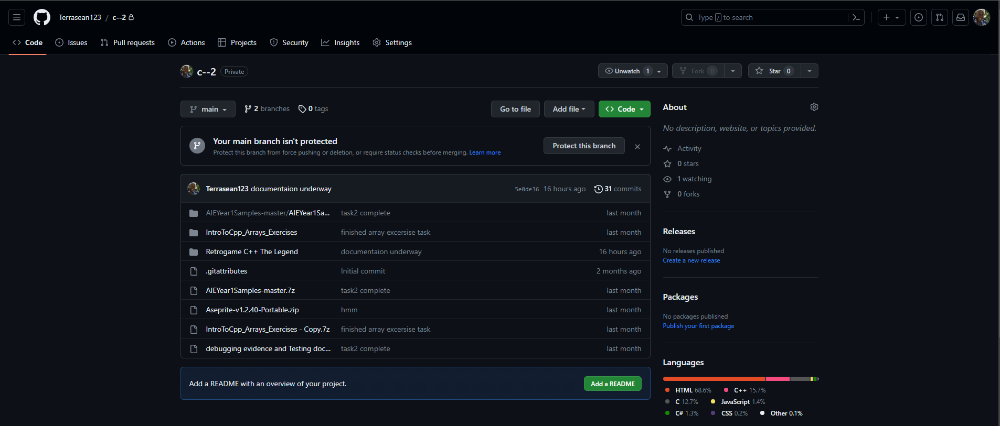 Terrasean123 / c--2
Type / to search
Code Issues Pull requests Actions Projects Security Insights Settings
c--2 Private
Unwatch 1 Fork 0 Star 0
main 2 branches 0 tags
Go to file Add file Code
Your main branch isn't protected
Protect this branch from force pushing or deletion, or require status checks before merging. Learn more
Protect this branch
Terrasean123 documentaion underway 5e0de36 16 hours ago 31 commits
AIEYear1Samples-master/AIEYear1Sa... task2 complete last month
IntroToCpp_Arrays_Exercises finished array excersise task last month
Retrogame C++ The Legend documentaion underway 16 hours ago
.gitattributes Initial commit 2 months ago
AIEYear1Samples-master.7z task2 complete last month
Aseprite-v1.2.40-Portable.zip hmm last month
IntroToCpp_Arrays_Exercises - Copy.7z finished array excersise task last month
debugging evidence and Testing doc... task2 complete last month
Add a README with an overview of your project.
Add a README
About
No description, website, or topics provided.
Activity
0 stars
1 watching
0 forks
Releases
No releases published
Create a new release
Packages
No packages published
Publish your first package
Languages
HTML 68.6% C++ 15.7%
C 12.7% JavaScript 1.4%
C# 1.3% CSS 0.2% Other 0.1%